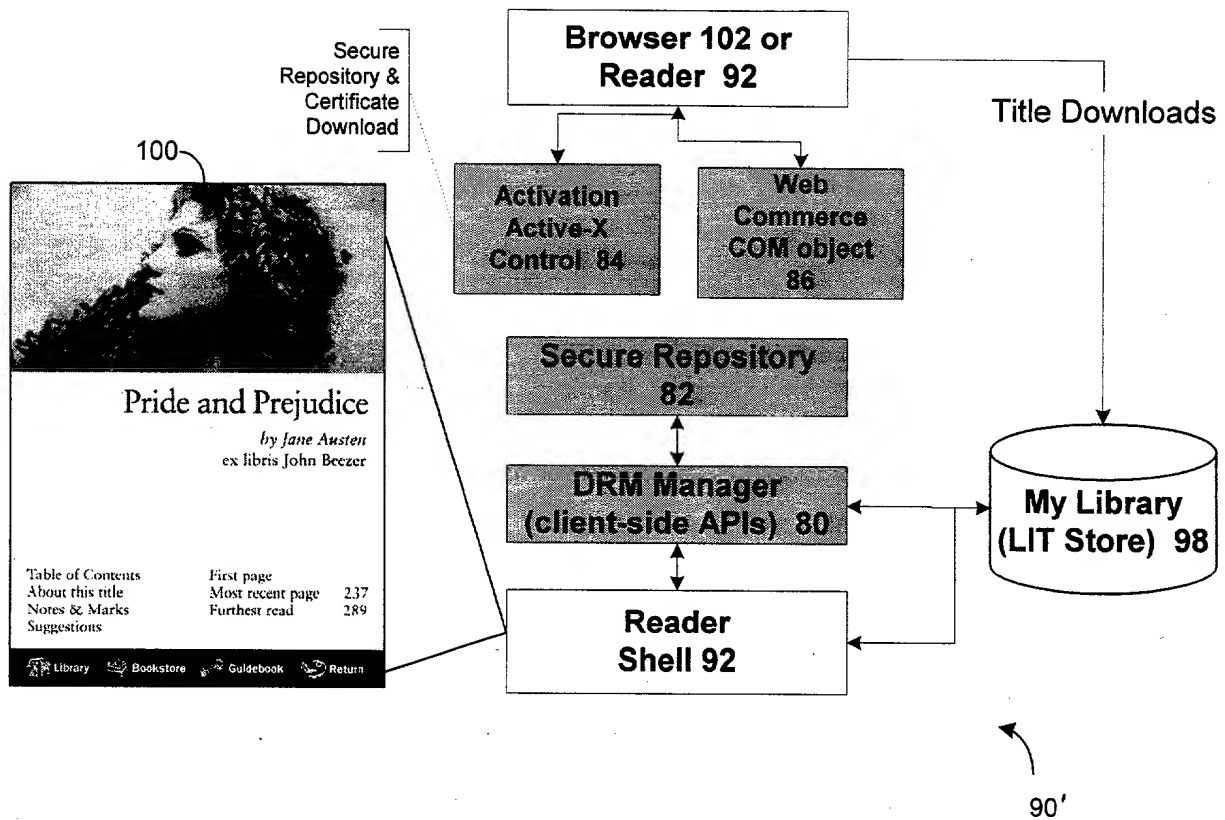 Secure
Repository &
Certificate
Download
Browser 102 or
Reader 92
Title Downloads
100
Activation
Active-X
Control 84
Web
Commerce
COM object
86
Pride and Prejudice
by Jane Austen
ex libris John Beezer
Table of Contents
About this title
Notes & Marks
Suggestions
First page
Most recent page 237
Furthest read 289
Library
Bookstore
Guidebook
Return
Secure Repository
82
DRM Manager
(client-side APIs) 80
Reader
Shell 92
My Library
(LIT Store) 98
90'